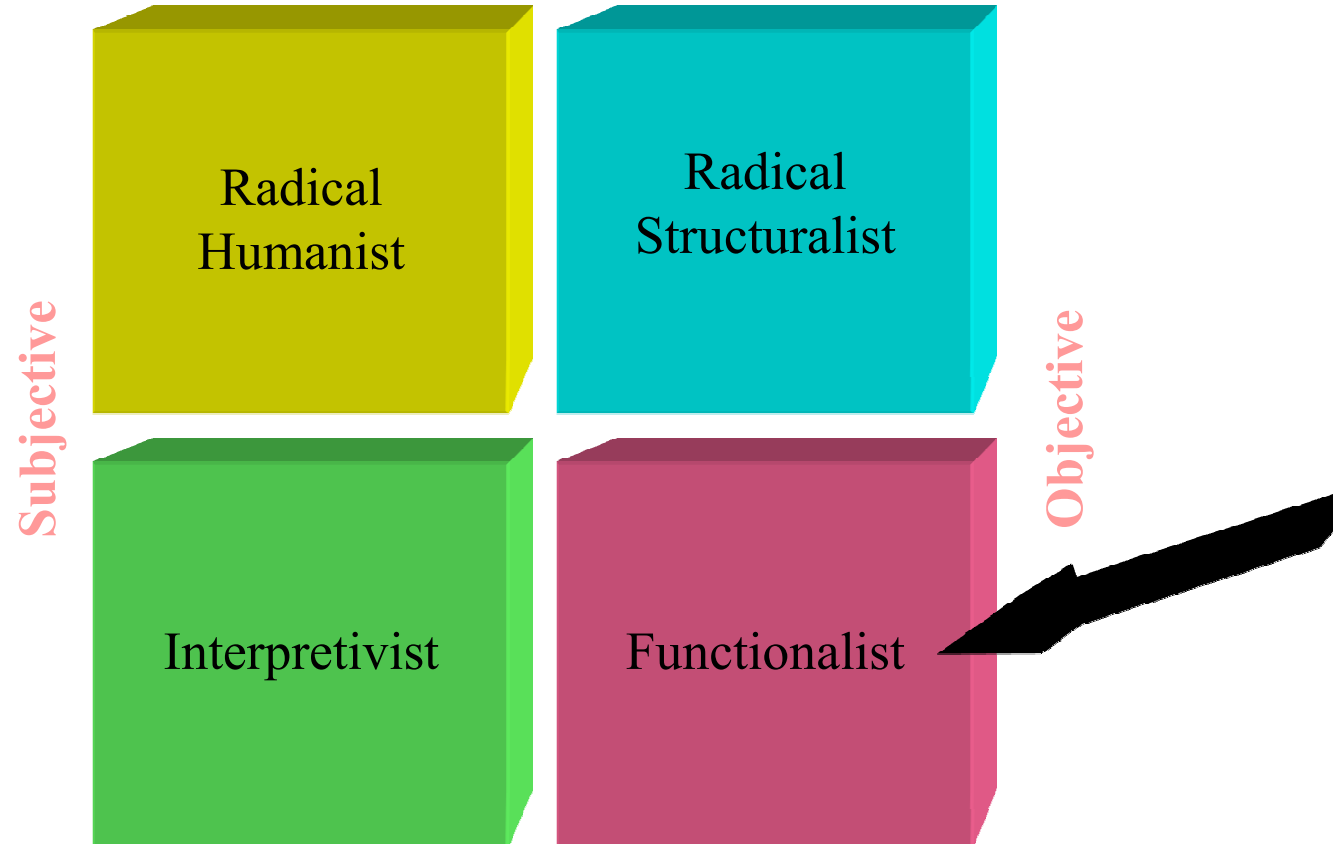 Radical
Humanist
Radical
Structuralist
Subjective
Objective
Interpretivist
Functionalist